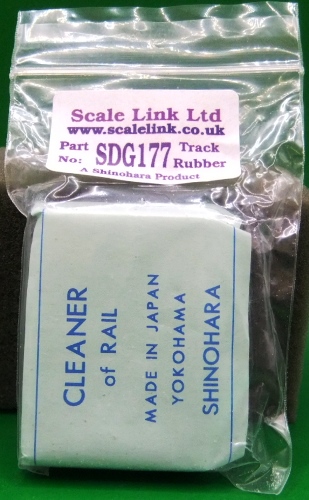 Scale Link Ltd
www.scalelink.co.uk
Part No: SDG177 Track Rubber
A Shinohara Product
CLEANER
of RAIL
MADE IN JAPAN
YOKOHAMA
SHINOHARA